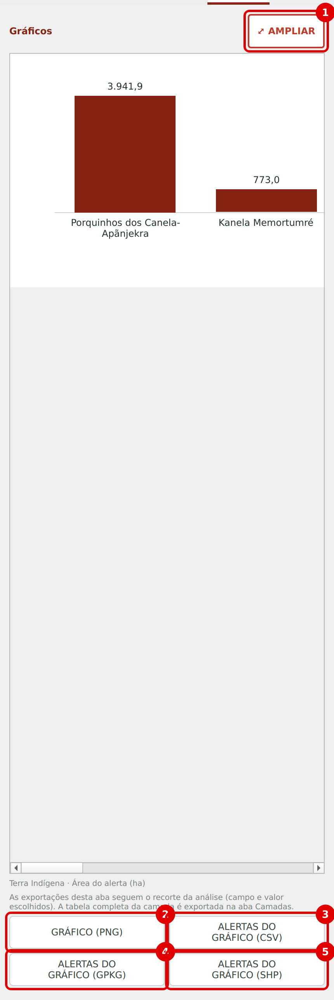 1
Gráficos
⤢ AMPLIAR
3.941,9
773,0
Porquinhos dos Canela-
Apãnjekra
Kanela Memortumré
Terra Indígena · Área do alerta (ha)
As exportações desta aba seguem o recorte da análise (campo e valor
escolhidos). A tabela completa da camada é exportada na aba Camadas.
2
3
GRÁFICO (PNG)
ALERTAS DO
GRÁFICO (CSV)
4
5
ALERTAS DO
GRÁFICO (GPKG)
ALERTAS DO
GRÁFICO (SHP)